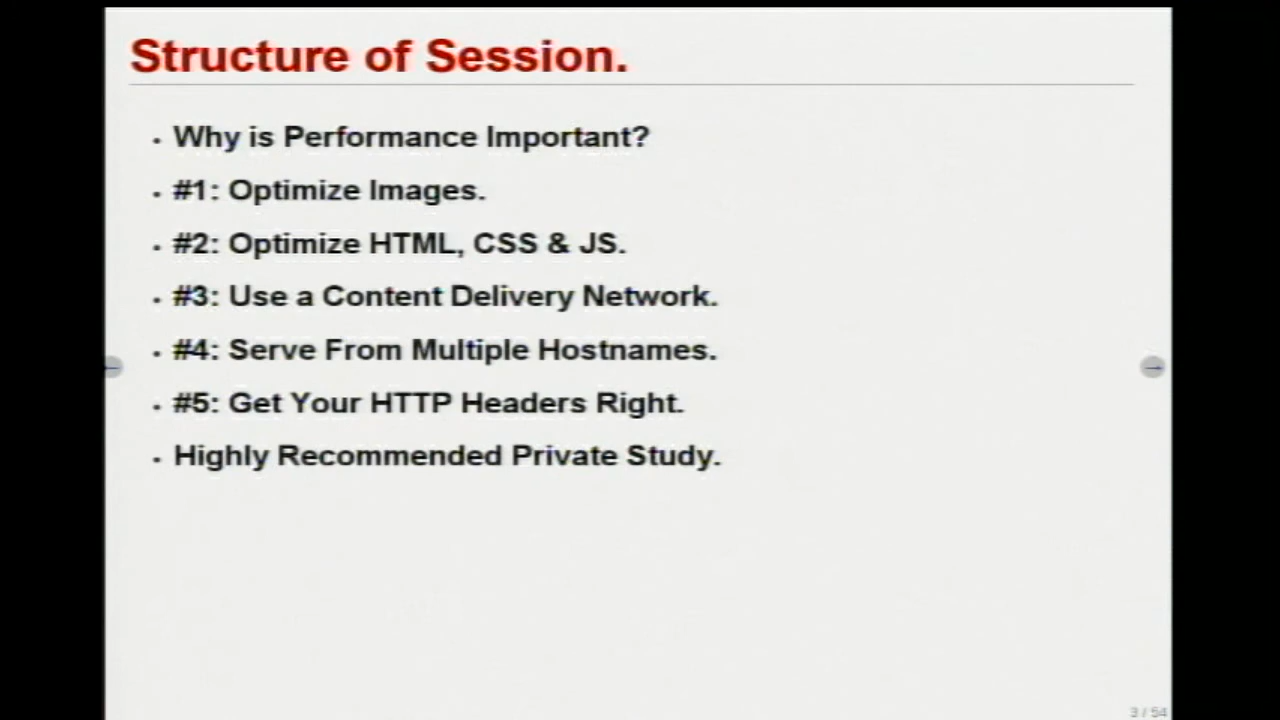 Structure of Session.
• Why is Performance Important?
• #1: Optimize Images.
• #2: Optimize HTML, CSS & JS.
• #3: Use a Content Delivery Network.
• #4: Serve From Multiple Hostnames.
• #5: Get Your HTTP Headers Right.
• Highly Recommended Private Study.
3 / 54